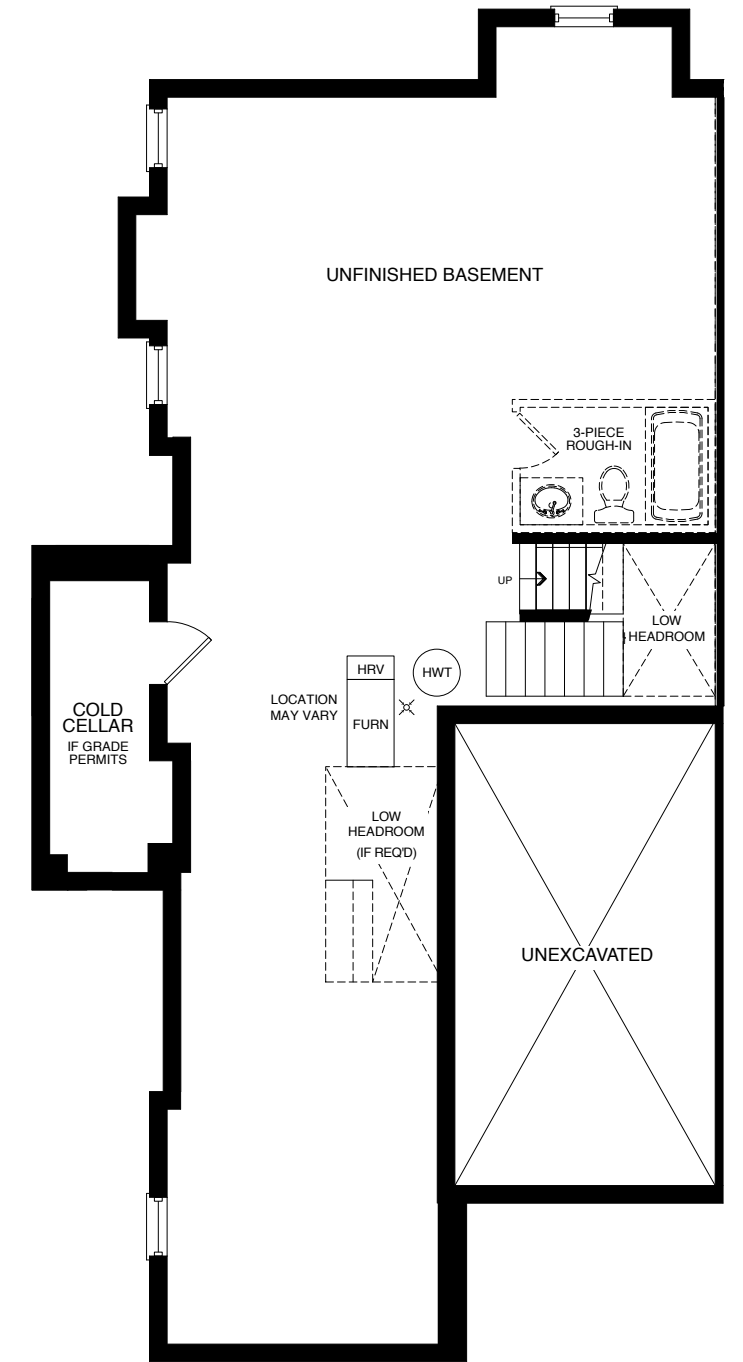 UNFINISHED BASEMENT
3-PIECE
ROUGH-IN
UP
LOW
HEADROOM
HRV
HWT
LOCATION
MAY VARY
FURN
COLD
CELLAR
IF GRADE
PERMITS
LOW
HEADROOM
(IF REQ'D)
UNEXCAVATED